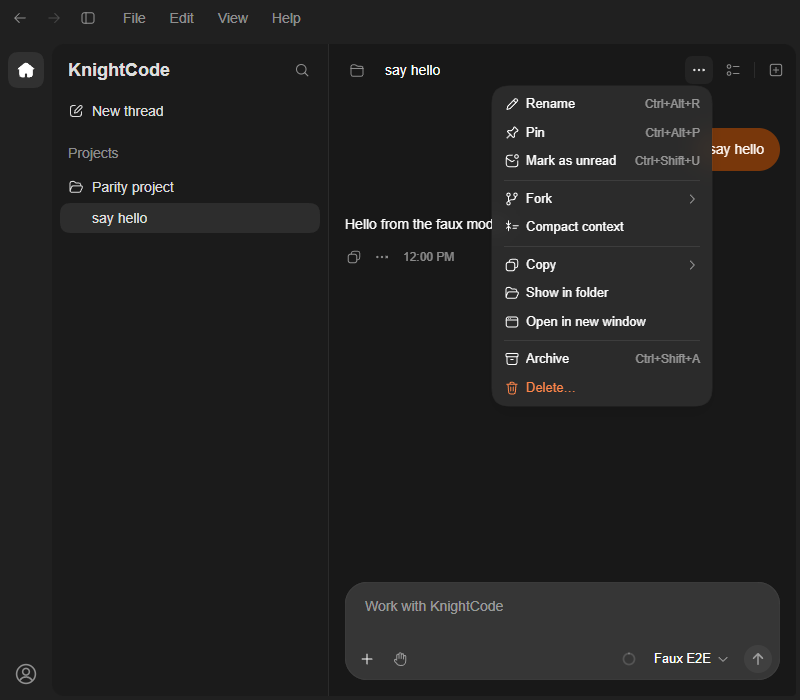 File Edit View Help
KnightCode
New thread
Projects
Parity project
say hello
say hello
say hello
Hello from the faux mod
12:00 PM
Rename Ctrl+Alt+R
Pin Ctrl+Alt+P
Mark as unread Ctrl+Shift+U
Fork
Compact context
Copy
Show in folder
Open in new window
Archive Ctrl+Shift+A
Delete...
Work with KnightCode
Faux E2E